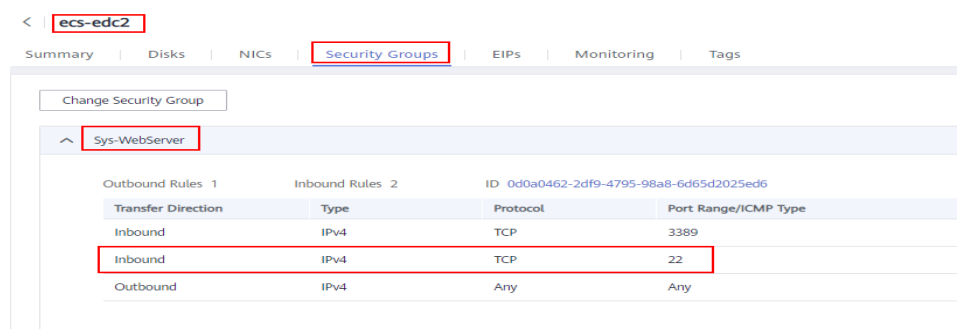 ecs-edc2
Summary Disks NICs Security Groups EIPs Monitoring Tags
Change Security Group
Sys-WebServer
Outbound Rules 1 Inbound Rules 2 ID 0d0a0462-2df9-4795-98a8-6d65d2025ed6
Transfer Direction Type Protocol Port Range/ICMP Type
Inbound IPv4 TCP 3389
Inbound IPv4 TCP 22
Outbound IPv4 Any Any